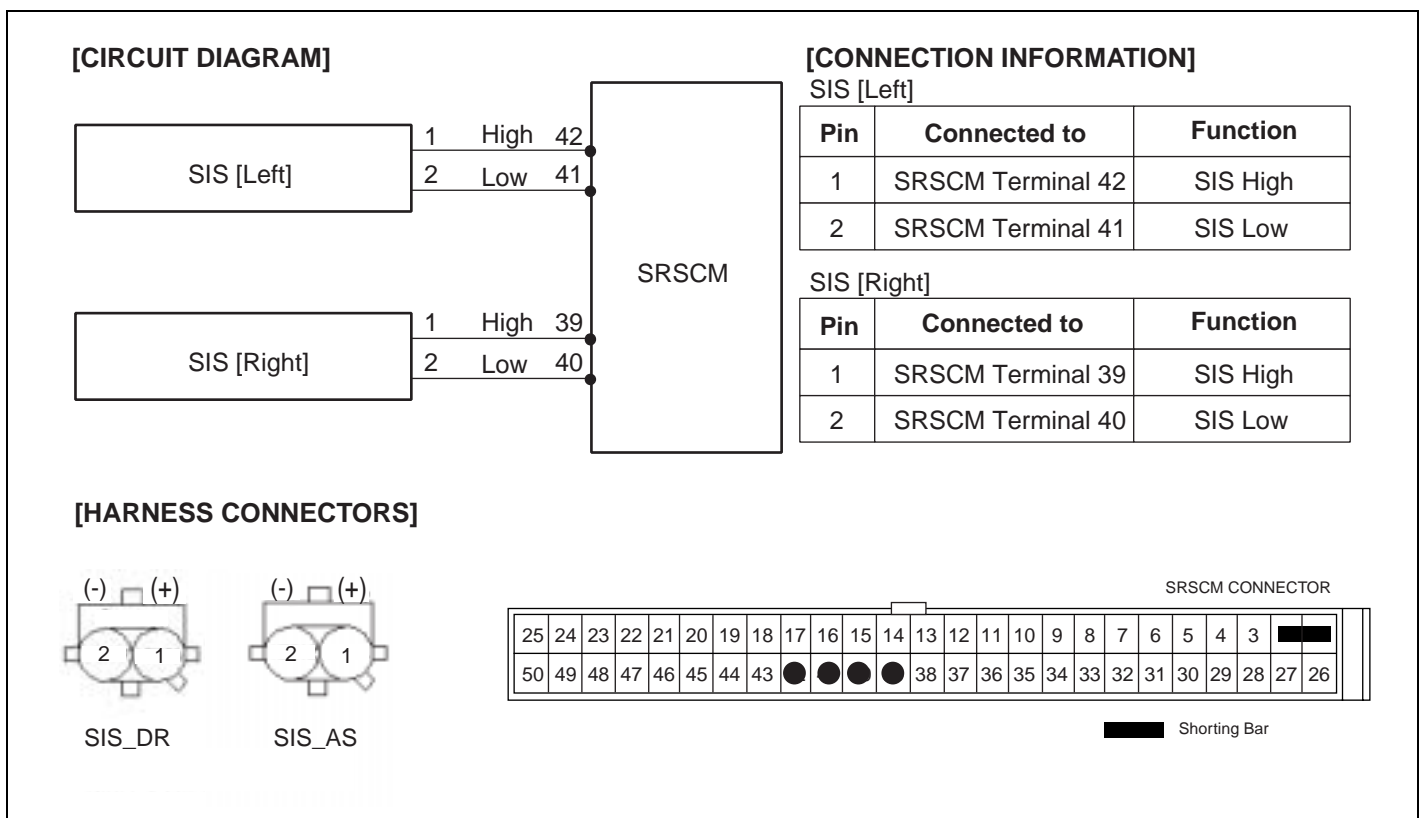 [CIRCUIT DIAGRAM]
SIS [Left]
1 High 42
2 Low 41
SIS [Right]
1 High 39
2 Low 40
SRSCM
[CONNECTION INFORMATION]
SIS [Left]
Pin Connected to Function
1 SRSCM Terminal 42 SIS High
2 SRSCM Terminal 41 SIS Low
SIS [Right]
Pin Connected to Function
1 SRSCM Terminal 39 SIS High
2 SRSCM Terminal 40 SIS Low
[HARNESS CONNECTORS]
(-) (+)
2 1
SIS_DR
(-) (+)
2 1
SIS_AS
SRSCM CONNECTOR
25 24 23 22 21 20 19 18 17 16 15 14 13 12 11 10 9 8 7 6 5 4 3
50 49 48 47 46 45 44 43 38 37 36 35 34 33 32 31 30 29 28 27 26
Shorting Bar